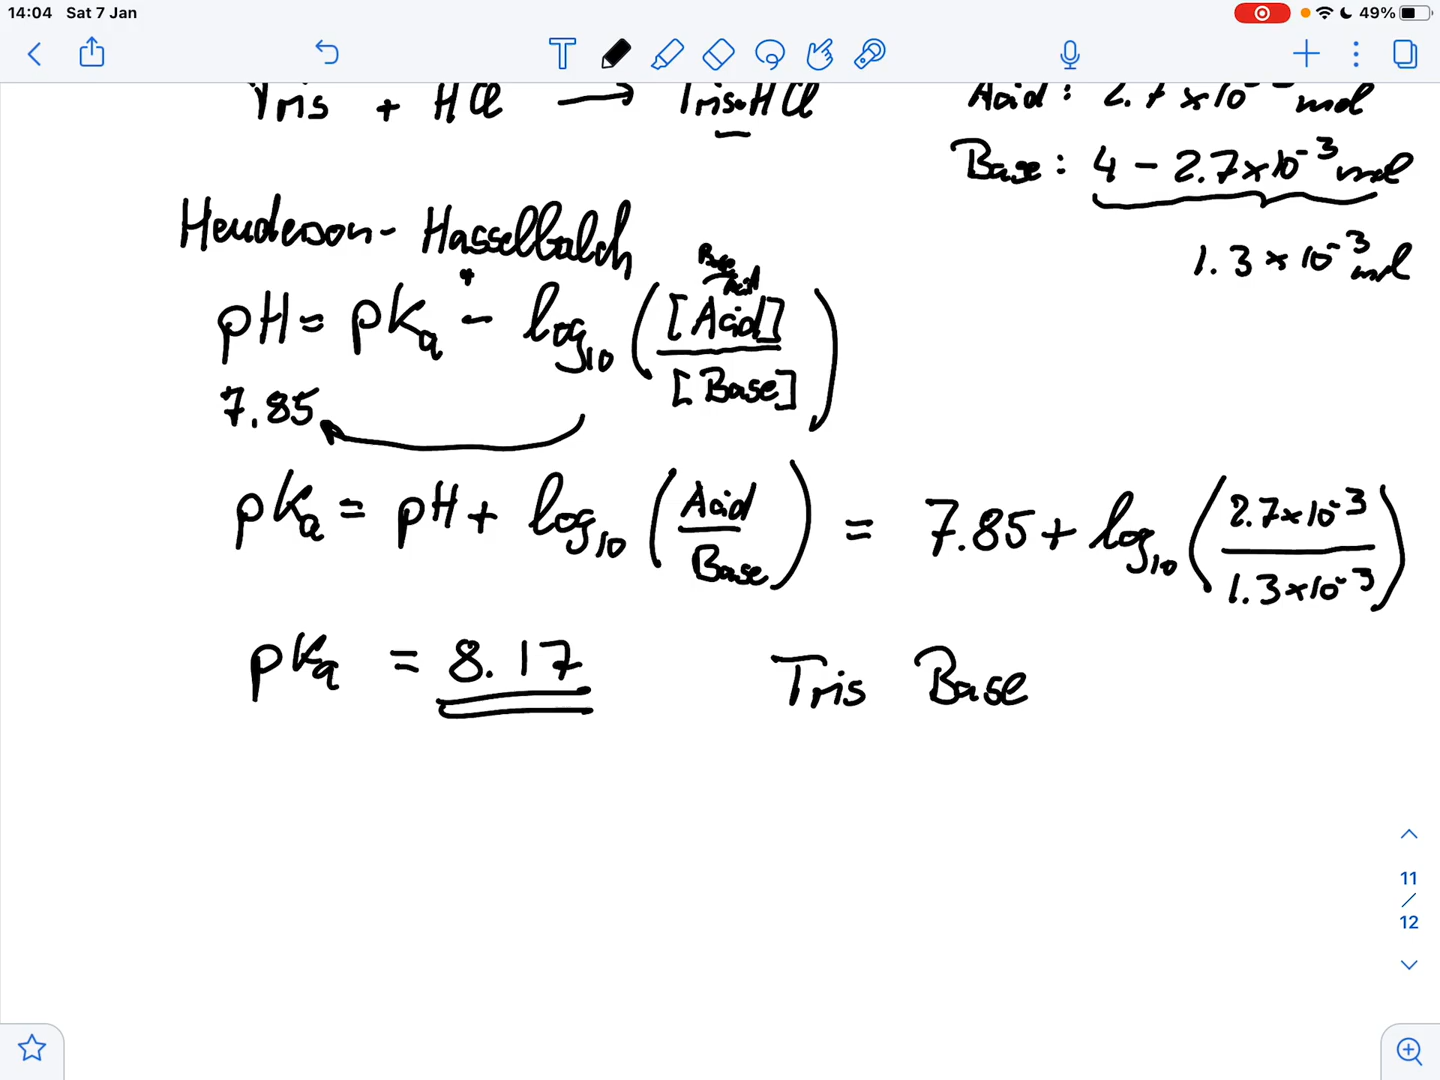 14:04 Sat 7 Jan 49%
Tris + HCl → Tris•HCl
Acid: 2.7 × 10 mol
Base: 4 - 2.7×10⁻³ mol
1.3 × 10⁻³ mol
Henderson-Hasselbalch
+
Base
Acid
pH = pKa - log₁₀ ([Acid]/[Base])
7.85
pKa = pH + log₁₀ (Acid/Base) = 7.85 + log₁₀ (2.7×10⁻³/1.3×10⁻³)
pKa = 8.17 Tris Base
11
/
12